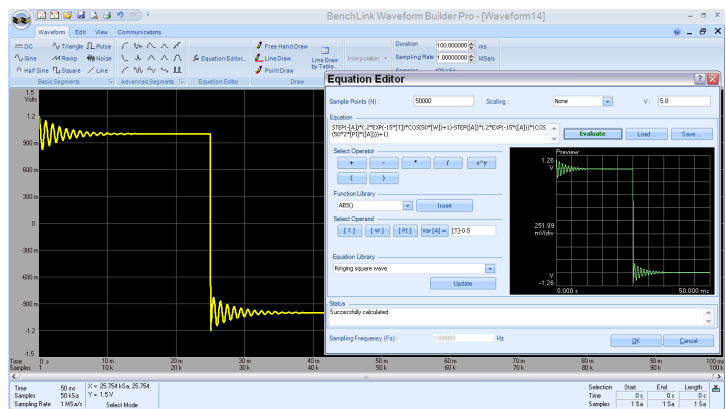 BenchLink Waveform Builder Pro - [Waveform14]
Waveform Edit View Communications
DC Triangle Pulse
Sine Ramp Noise
Half Sine Square Line
Equation Editor...
Free Hand Draw
Line Draw
Point Draw
Line Draw by Table...
Interpolation
Duration 100.000000 ms
Sampling Rate 1.0000000 MSa/s
Samples 100 kSa
Basic Segments Advanced Segments Equation Editor Draw
Equation Editor
Sample Points (N) : 50000 Scaling : None V : 5.0
Equation
STEP(-[A])*(.2*EXP(-15*[T])*COS(50*[W])+1)-STEP([A])*(.2*EXP(-15*([A]))*(COS
(50*2*[PI]*([A])))+1)
Evaluate Load ... Save ...
Select Operator
+ - * / x^y
( )
Function Library
ABS() Insert
Select Operand
[ T ] [ W ] [ PI ] Var [A] = [T]-0.5
Equation Library
Ringing square wave
Update
Preview
1.26
V
251.99
mV/div
V
-1.26
0.000 s 50.000 ms
Status
Successfully calculated.
Sampling Frequency (Fs) : 1000000 Hz
OK Cancel
1.5
Volts
1.2
900 m
600 m
300 m
0
-300 m
-600 m
-900 m
-1.2
-1.5
Time 0 s 10 m 20 m 30 m 40 m 50 m 60 m 70 m 80 m 90 m 100 m
Samples 1 10 k 20 k 30 k 40 k 50 k 60 k 70 k 80 k 90 k 100 k
Time 50 ms X = 25.754 kSa, 25.754
Samples 50 kSa Y = 1.5 V
Sampling Rate 1 MSa/s Select Mode
Selection Start End Length
Time 0 s 0 s 0 s
Samples 1 Sa 1 Sa 1 Sa